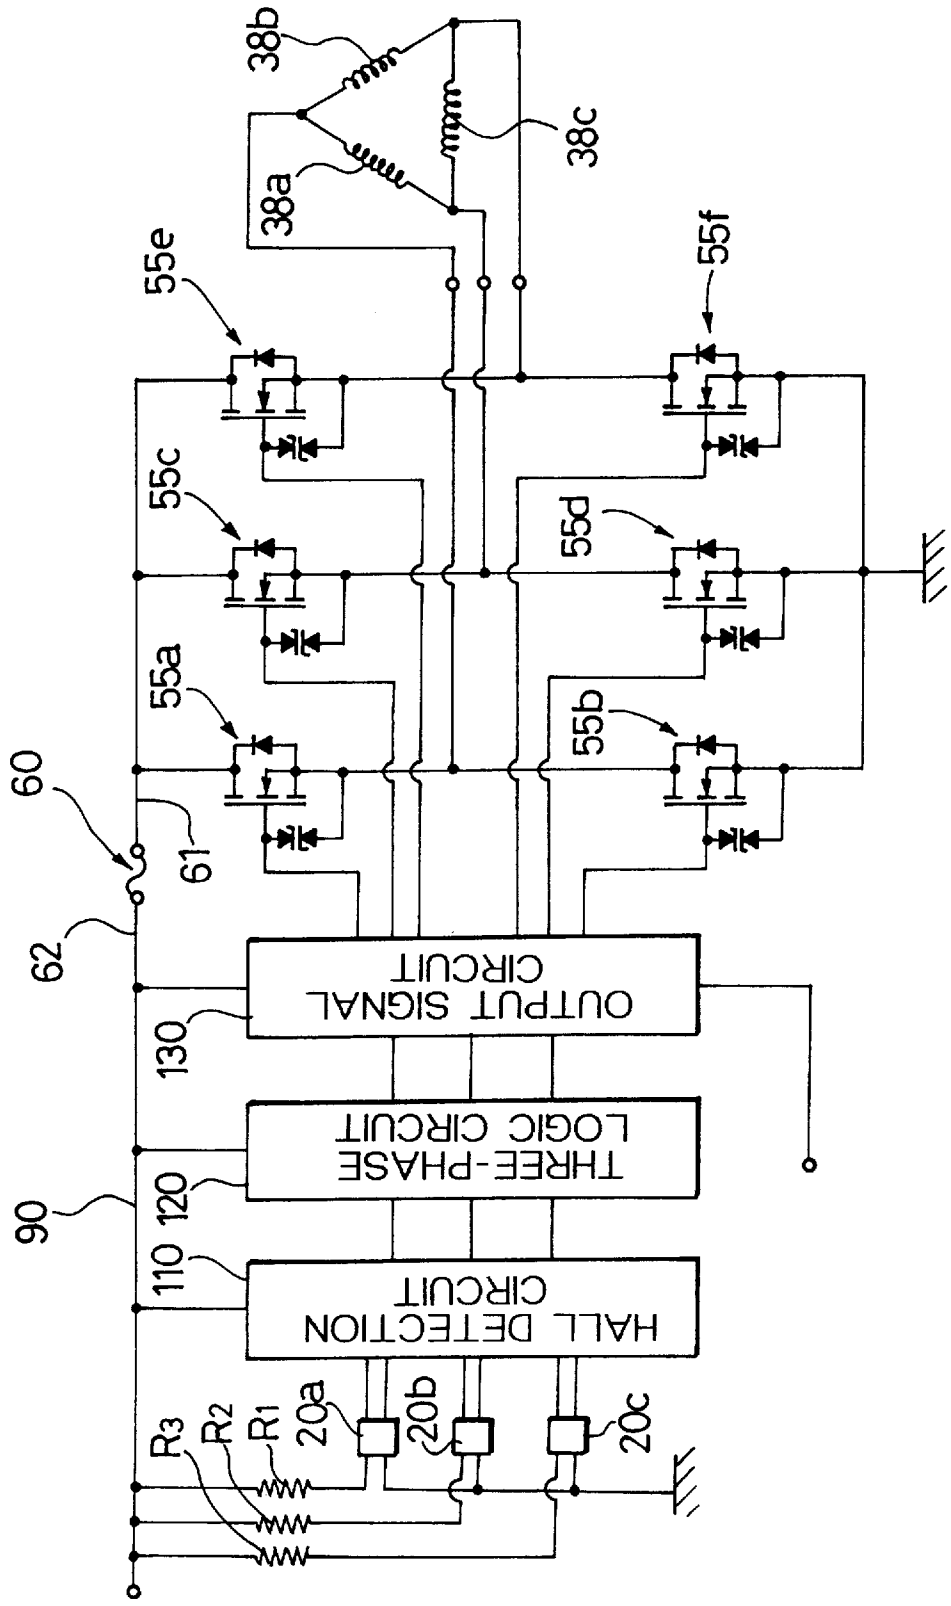 90
62
60
61
R3
R2
R1
110
120
130
20a
20b
20c
HALL DETECTION
CIRCUIT
THREE-PHASE
LOGIC CIRCUIT
OUTPUT SIGNAL
CIRCUIT
55a
55c
55e
55b
55d
55f
38a
38b
38c